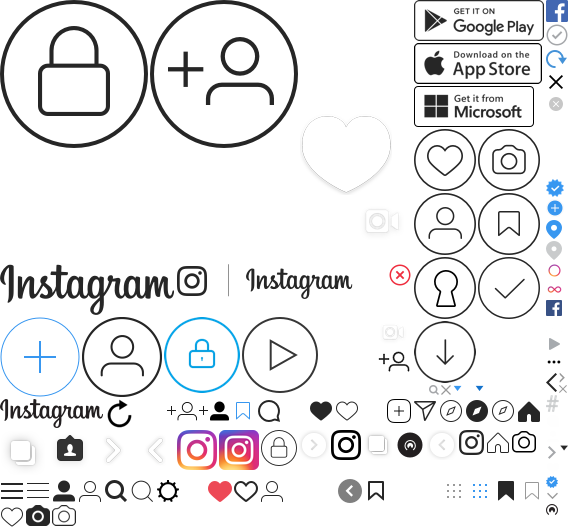 GET IT ON
Google Play
Download on the
App Store
Get it from
Microsoft
Instagram
Instagram
Instagram
#